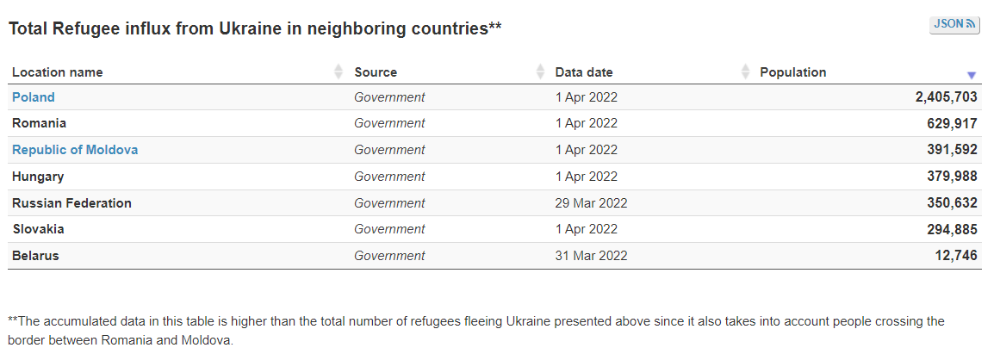 Total Refugee influx from Ukraine in neighboring countries**
JSON
Location name Source Data date Population
Poland Government 1 Apr 2022 2,405,703
Romania Government 1 Apr 2022 629,917
Republic of Moldova Government 1 Apr 2022 391,592
Hungary Government 1 Apr 2022 379,988
Russian Federation Government 29 Mar 2022 350,632
Slovakia Government 1 Apr 2022 294,885
Belarus Government 31 Mar 2022 12,746
**The accumulated data in this table is higher than the total number of refugees fleeing Ukraine presented above since it also takes into account people crossing the
border between Romania and Moldova.